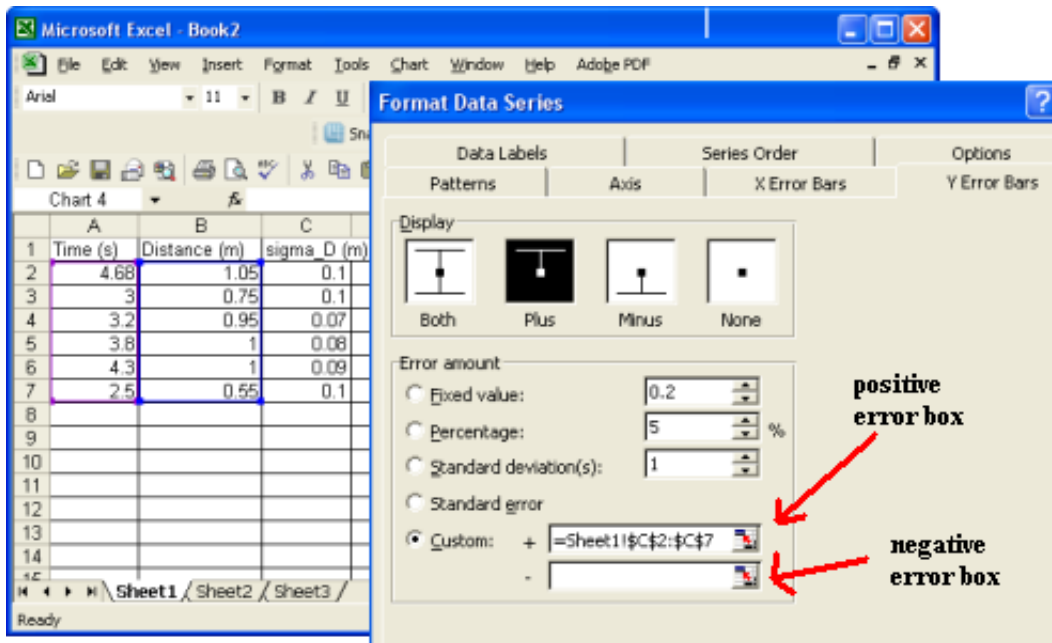 Microsoft Excel - Book2
File Edit View Insert Format Tools Chart Window Help Adobe PDF
Arial 11 B I U
Sna
Chart 4 fx
A B C
1 Time (s) Distance (m) sigma_D (m)
2 4.68 1.05 0.1
3 3 0.75 0.1
4 3.2 0.95 0.07
5 3.8 1 0.08
6 4.3 1 0.09
7 2.5 0.55 0.1
8
9
10
11
12
13
14
15
Sheet1 Sheet2 Sheet3
Ready
Format Data Series ?
Data Labels Series Order Options
Patterns Axis X Error Bars Y Error Bars
Display
Both Plus Minus None
Error amount
Fixed value: 0.2
Percentage: 5 %
Standard deviation(s): 1
Standard error
Custom: + =Sheet1!$C$2:$C$7
-
positive
error box
negative
error box